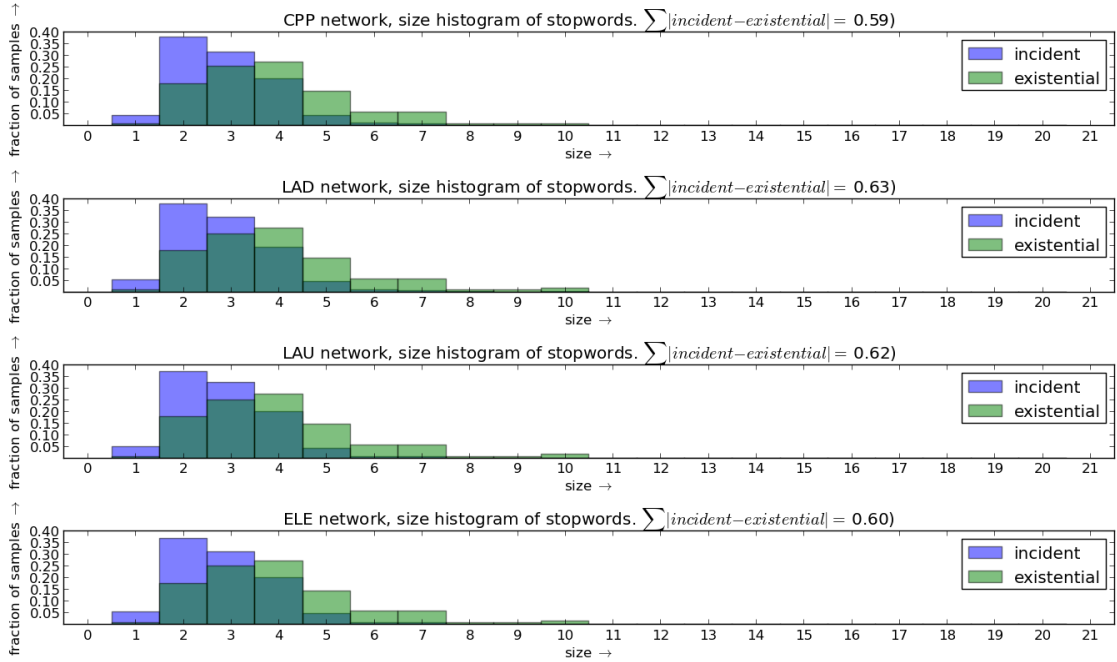 CPP network, size histogram of stopwords. ∑|incident−existential| = 0.59)
fraction of samples →
0.40
0.35
0.30
0.25
0.20
0.15
0.10
0.05
incident
existential
0 1 2 3 4 5 6 7 8 9 10 11 12 13 14 15 16 17 18 19 20 21
size →
LAD network, size histogram of stopwords. ∑|incident−existential| = 0.63)
fraction of samples →
0.40
0.35
0.30
0.25
0.20
0.15
0.10
0.05
incident
existential
0 1 2 3 4 5 6 7 8 9 10 11 12 13 14 15 16 17 18 19 20 21
size →
LAU network, size histogram of stopwords. ∑|incident−existential| = 0.62)
fraction of samples →
0.40
0.35
0.30
0.25
0.20
0.15
0.10
0.05
incident
existential
0 1 2 3 4 5 6 7 8 9 10 11 12 13 14 15 16 17 18 19 20 21
size →
ELE network, size histogram of stopwords. ∑|incident−existential| = 0.60)
fraction of samples →
0.40
0.35
0.30
0.25
0.20
0.15
0.10
0.05
incident
existential
0 1 2 3 4 5 6 7 8 9 10 11 12 13 14 15 16 17 18 19 20 21
size →